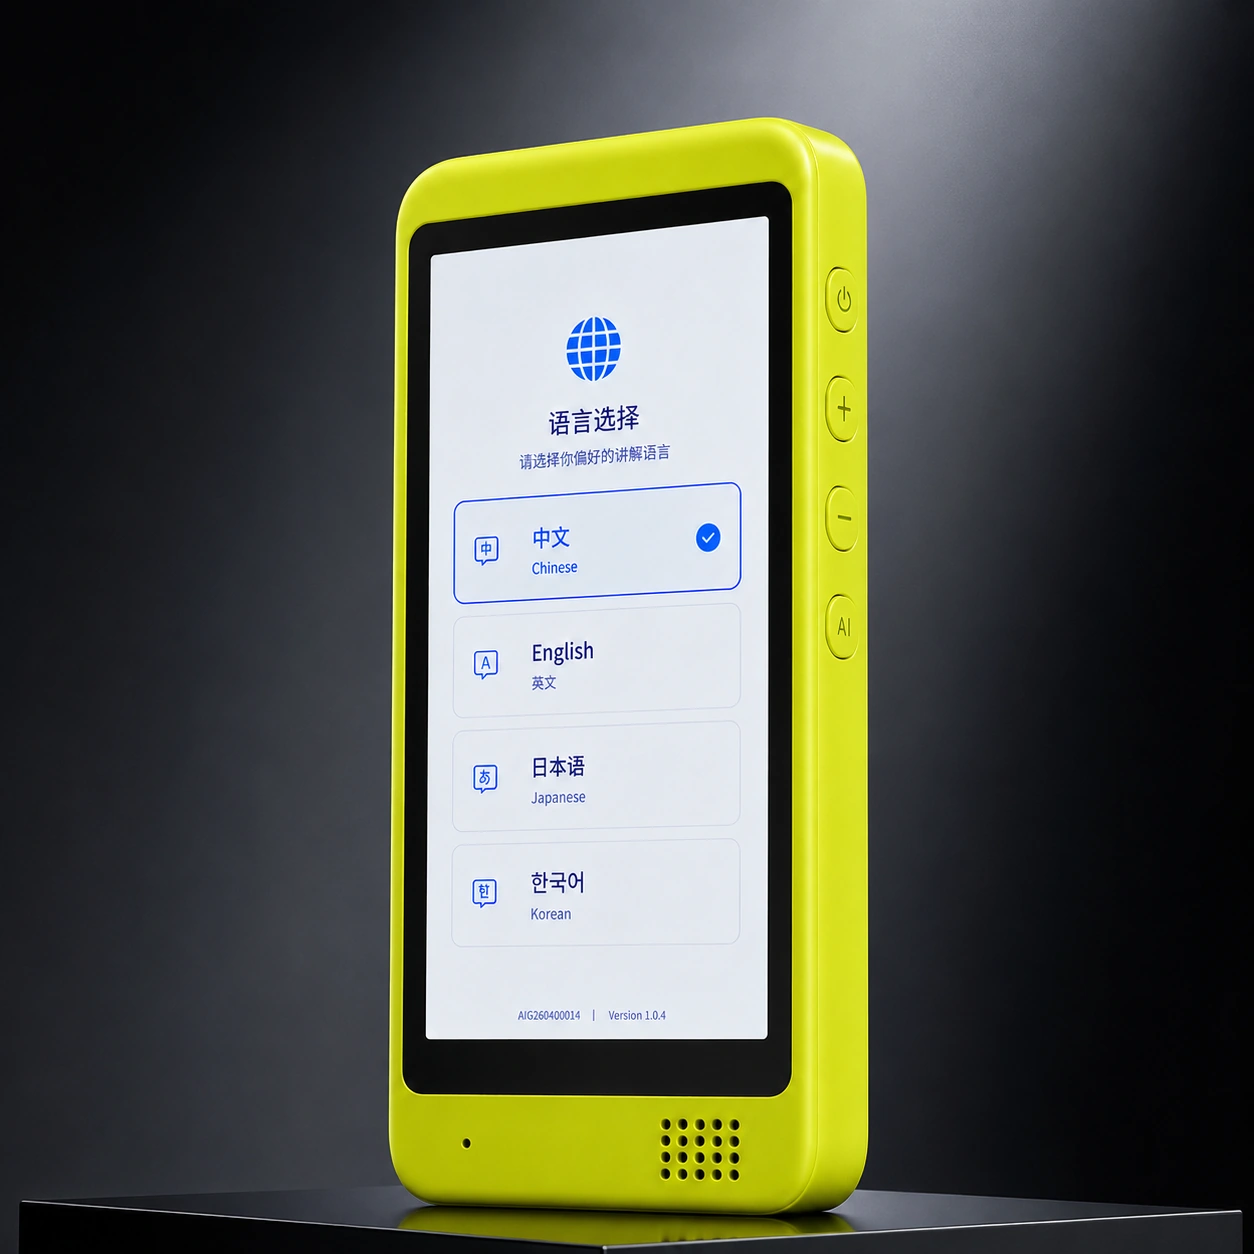 语言选择
请选择你偏好的讲解语言
中
中文
Chinese
A
English
英文
あ
日本语
Japanese
한
한국어
Korean
AIG260400014 | Version 1.0.4
+
−
AI